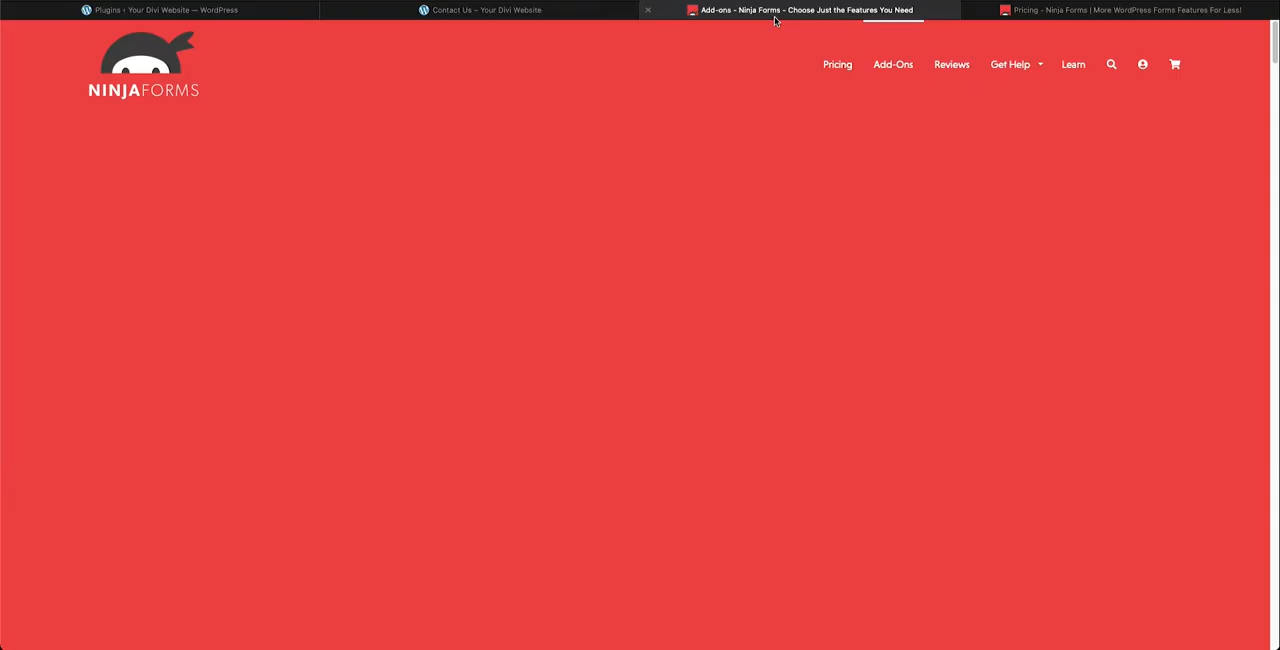 Plugins ‹ Your Divi Website — WordPress
Contact Us – Your Divi Website
Add-ons - Ninja Forms - Choose Just the Features You Need
Pricing - Ninja Forms | More WordPress Forms Features For Less!
NINJAFORMS
Pricing
Add-Ons
Reviews
Get Help
Learn